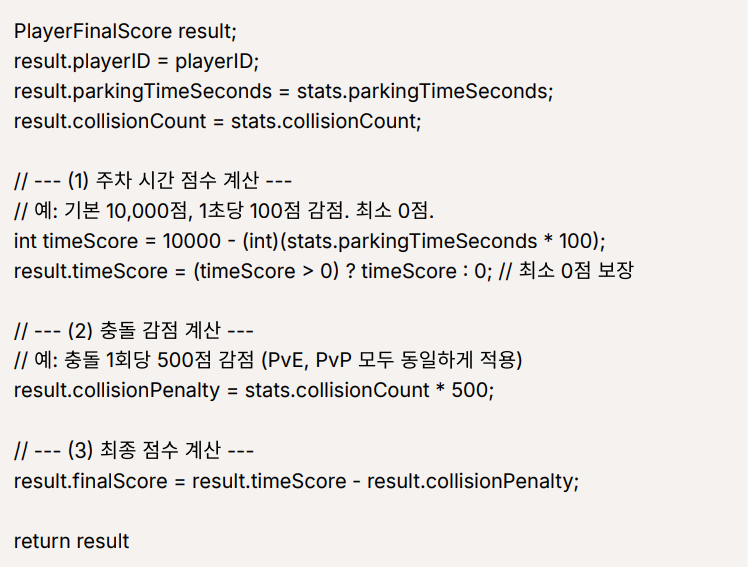 PlayerFinalScore result;
result.playerID = playerID;
result.parkingTimeSeconds = stats.parkingTimeSeconds;
result.collisionCount = stats.collisionCount;
// --- (1) 주차 시간 점수 계산 ---
// 예: 기본 10,000점, 1초당 100점 감점. 최소 0점.
int timeScore = 10000 - (int)(stats.parkingTimeSeconds * 100);
result.timeScore = (timeScore > 0) ? timeScore : 0; // 최소 0점 보장
// --- (2) 충돌 감점 계산 ---
// 예: 충돌 1회당 500점 감점 (PvE, PvP 모두 동일하게 적용)
result.collisionPenalty = stats.collisionCount * 500;
// --- (3) 최종 점수 계산 ---
result.finalScore = result.timeScore - result.collisionPenalty;
return result